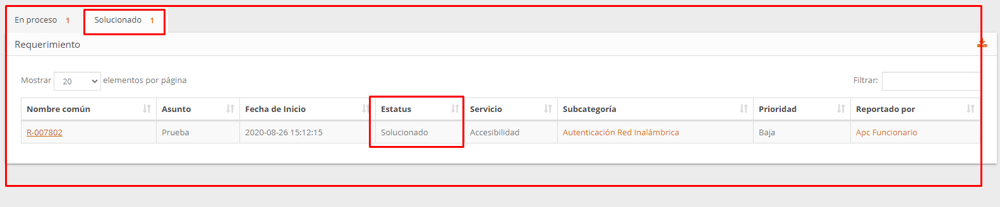 En proceso 1 Solucionado 1
Requerimiento
Mostrar 20 elementos por página Filtrar:
Nombre común Asunto Fecha de Inicio Estatus Servicio Subcategoría Prioridad Reportado por
R-007802 Prueba 2020-08-26 15:12:15 Solucionado Accesibilidad Autenticación Red Inalámbrica Baja Apc Funcionario